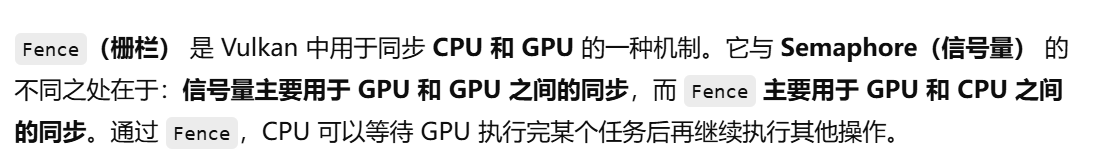 Fence（栅栏） 是 Vulkan 中用于同步 CPU 和 GPU 的一种机制。它与 Semaphore（信号量） 的
不同之处在于：信号量主要用于 GPU 和 GPU 之间的同步，而 Fence 主要用于 GPU 和 CPU 之间
的同步。通过 Fence，CPU 可以等待 GPU 执行完某个任务后再继续执行其他操作。